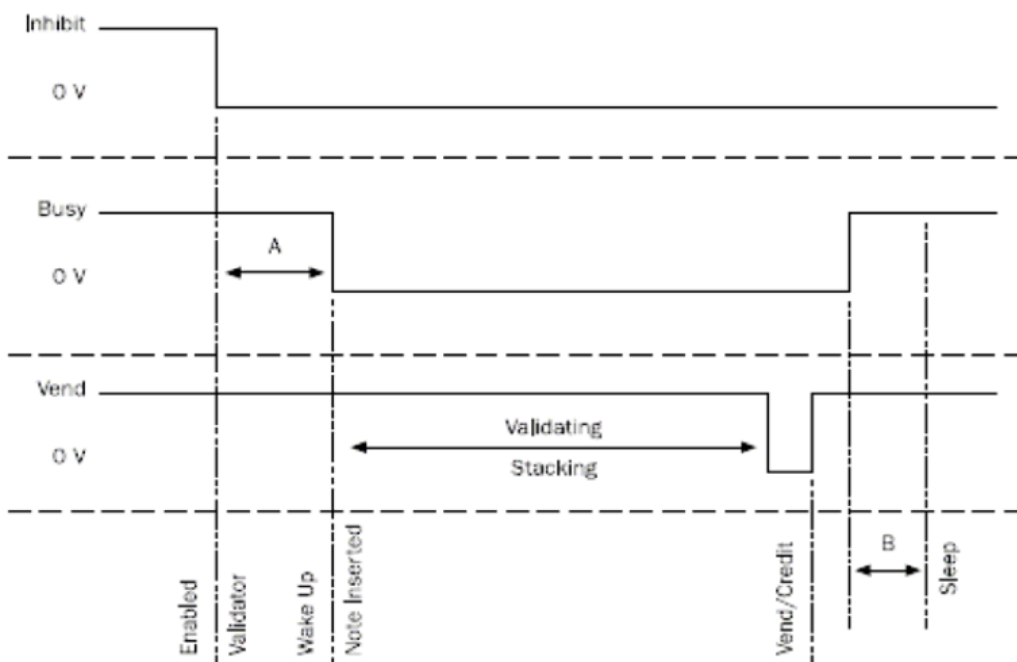 Inhibit
0 V
Busy
A
0 V
Vend
Validating
0 V
Stacking
B
Enabled
Validator
Wake Up
Note Inserted
Vend/Credit
Sleep